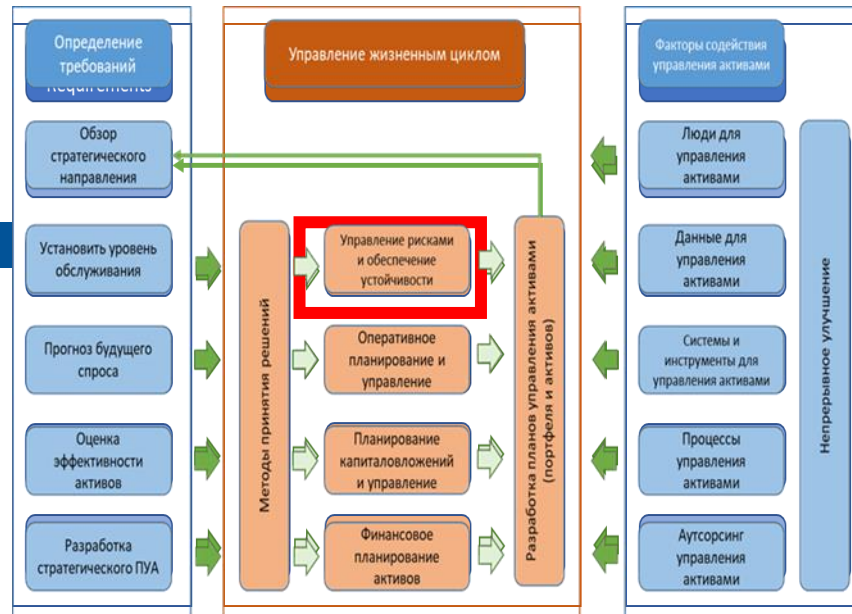 Определение
требований
Requirements
Обзор
стратегического
направления
Установить уровень
обслуживания
Прогноз будущего
спроса
Оценка
эффективности
активов
Разработка
стратегического ПУА
Управление жизненным циклом
Методы принятия решений
Управление рисками
и обеспечение
устойчивости
Оперативное
планирование и
управление
Планирование
капиталовложений
и управление
Финансовое
планирование
активов
Разработка планов управления активами
(портфеля и активов)
Факторы содействия
управления активами
Люди для
управления
активами
Данные для
управления
активами
Системы и
инструменты для
управления активами
Процессы
управления
активами
Аутсорсинг
управления
активами
Непрерывное улучшение